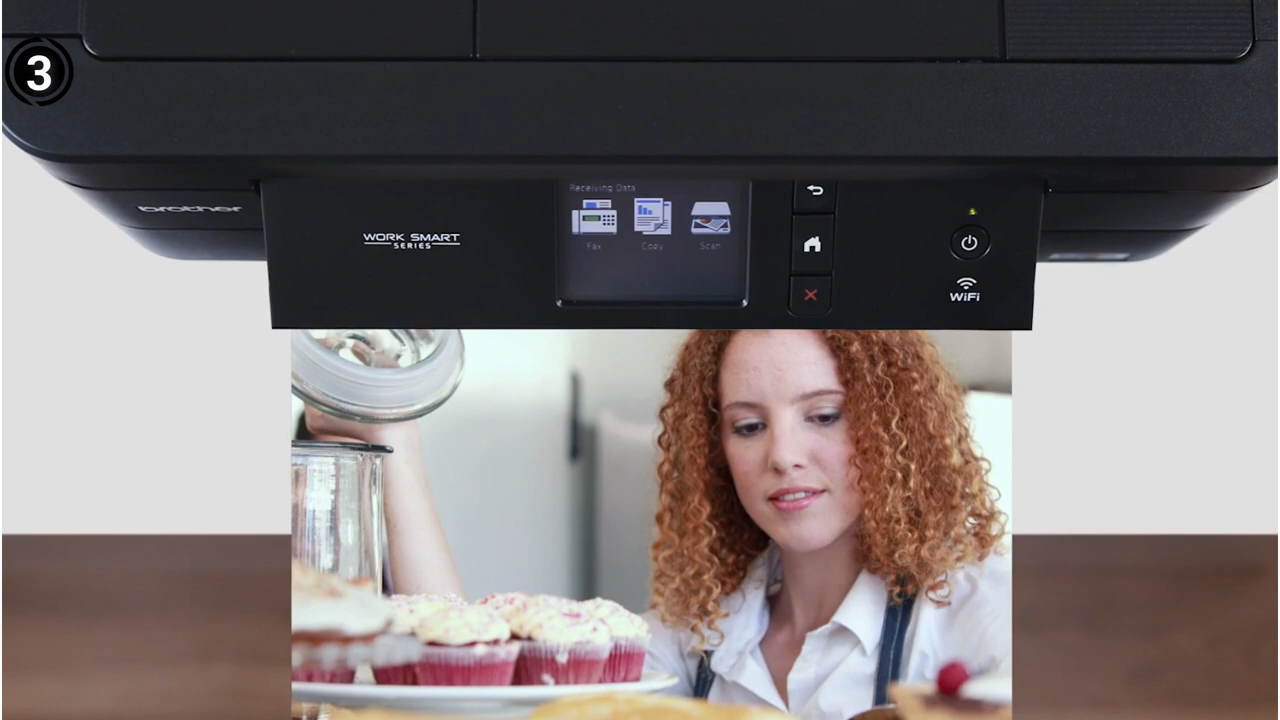 3
brother
WORK SMART
SERIES
Receiving Data
Fax
Copy
Scan
WiFi